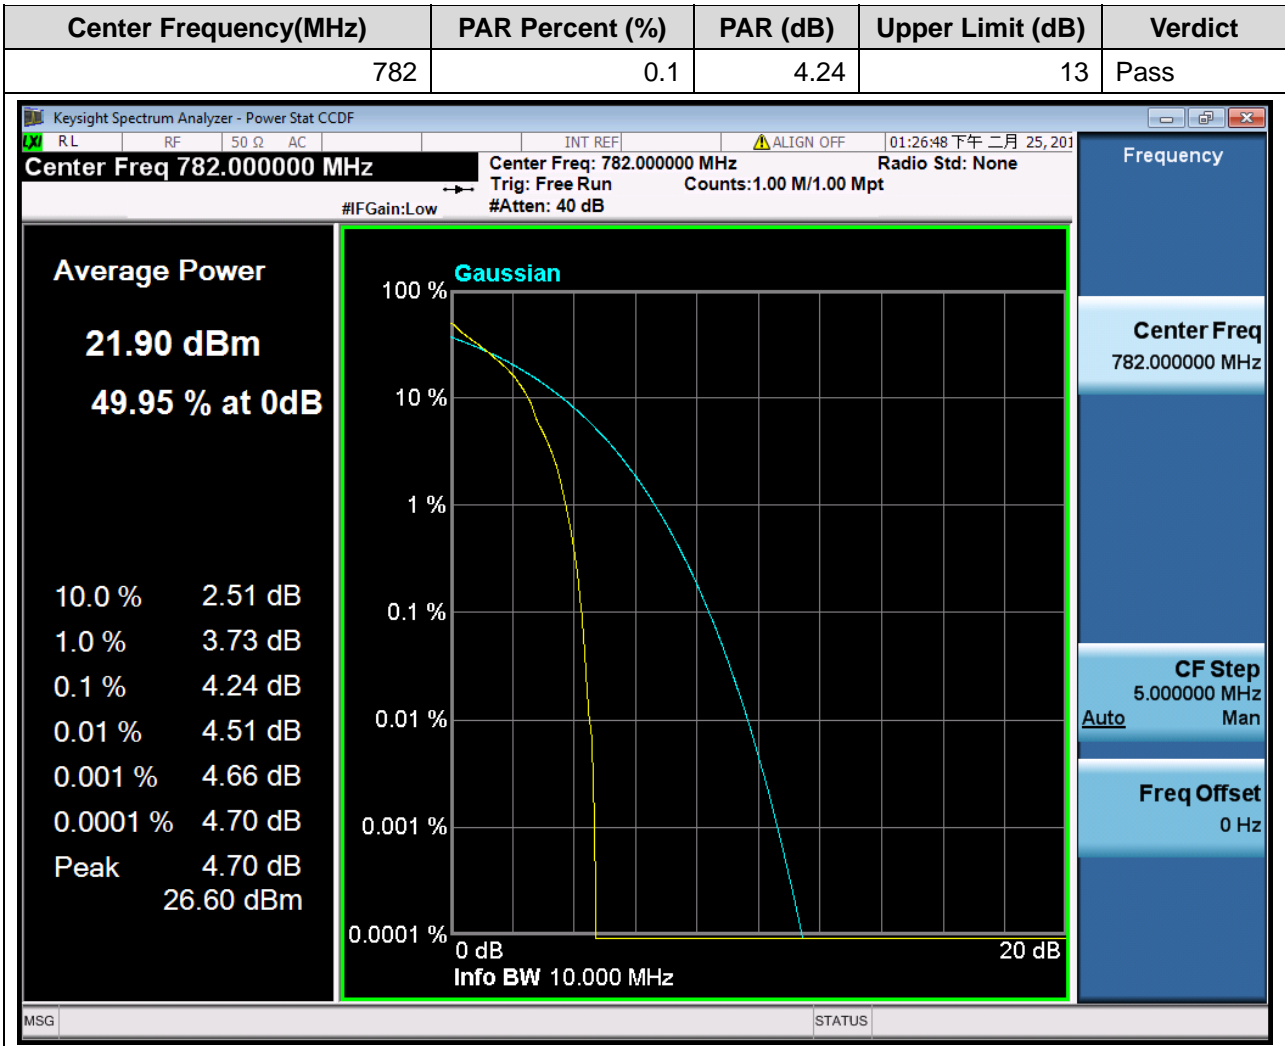 Center Frequency(MHz) PAR Percent (%) PAR (dB) Upper Limit (dB) Verdict
782 0.1 4.24 13 Pass
Keysight Spectrum Analyzer - Power Stat CCDF
LXI RL RF 50 Ω AC INT REF ALIGN OFF 01:26:48 下午 二月 25, 201
Center Freq 782.000000 MHz
Center Freq: 782.000000 MHz Radio Std: None
Trig: Free Run Counts:1.00 M/1.00 Mpt
#IFGain:Low #Atten: 40 dB
Average Power
21.90 dBm
49.95 % at 0dB
10.0 % 2.51 dB
1.0 % 3.73 dB
0.1 % 4.24 dB
0.01 % 4.51 dB
0.001 % 4.66 dB
0.0001 % 4.70 dB
Peak 4.70 dB
26.60 dBm
Gaussian
100 %
10 %
1 %
0.1 %
0.01 %
0.001 %
0.0001 %
0 dB 20 dB
Info BW 10.000 MHz
Frequency
Center Freq
782.000000 MHz
CF Step
5.000000 MHz
Auto Man
Freq Offset
0 Hz
MSG STATUS